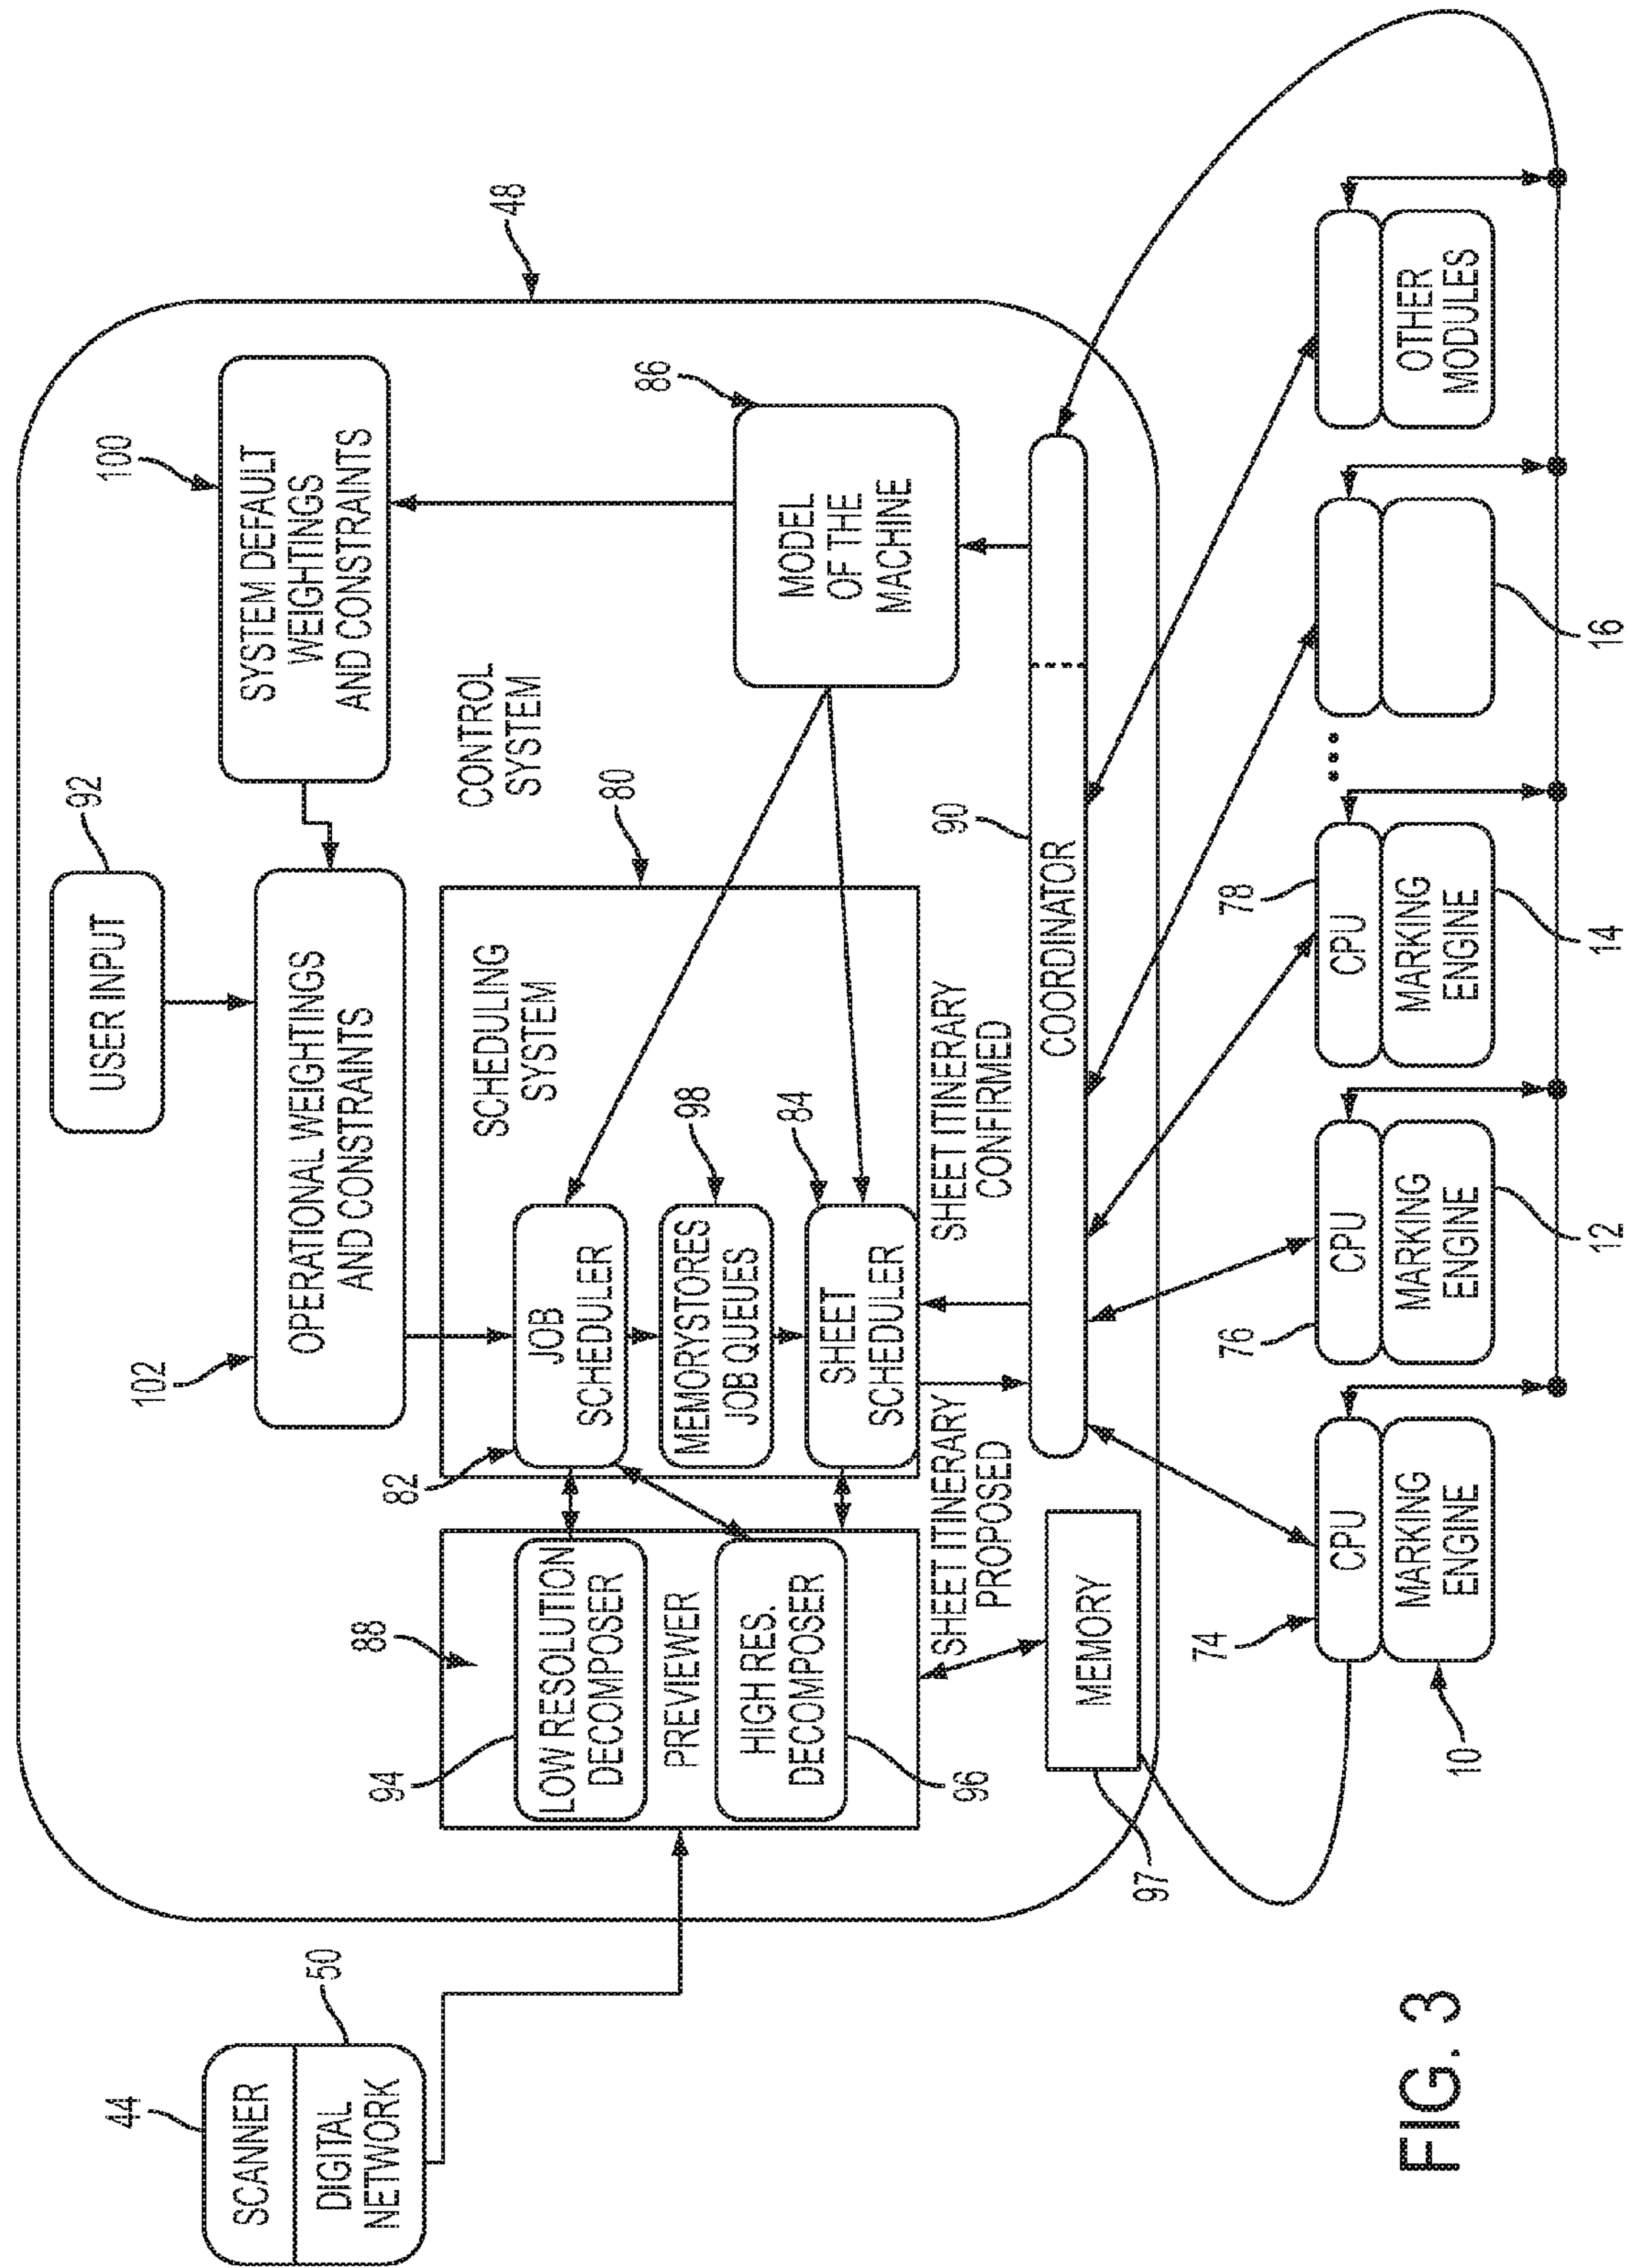 44
SCANNER
DIGITAL
NETWORK
50
USER INPUT
92
102
OPERATIONAL WEIGHTINGS
AND CONSTRAINTS
SYSTEM DEFAULT
WEIGHTINGS
AND CONSTRAINTS
100
48
CONTROL
SYSTEM
88
94
LOW RESOLUTION
DECOMPOSER
PREVIEWER
HIGH RES.
DECOMPOSER
96
SCHEDULING
SYSTEM
80
82
JOB
SCHEDULER
MEMORYSTORES
JOB QUEUES
98
SHEET
SCHEDULER
84
MODEL
OF THE
MACHINE
86
SHEET ITINERARY
PROPOSED
SHEET ITINERARY
CONFIRMED
MEMORY
97
COORDINATOR
90
74
CPU
MARKING
ENGINE
10
76
CPU
MARKING
ENGINE
12
78
CPU
MARKING
ENGINE
14
...
16
OTHER
MODULES
FIG. 3